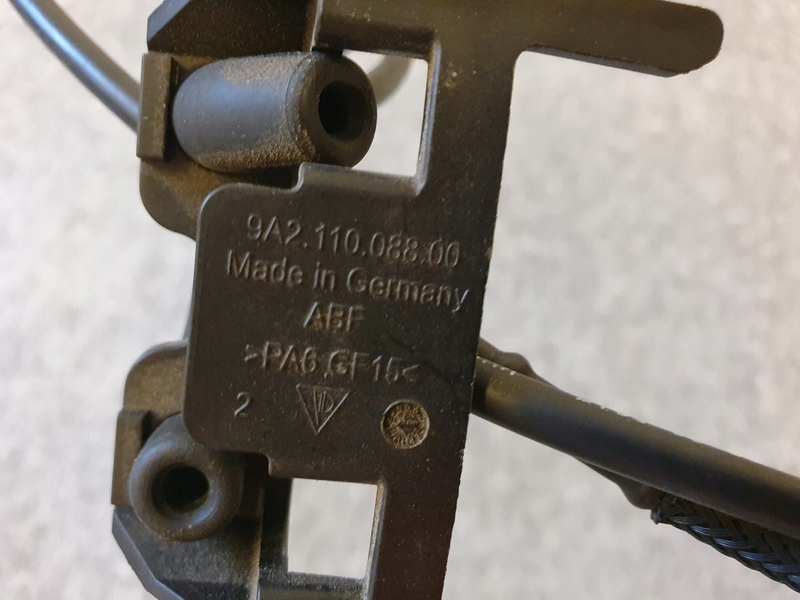 9A2.110.088.00
Made in Germany
ABF
>PA6.GF15<
2